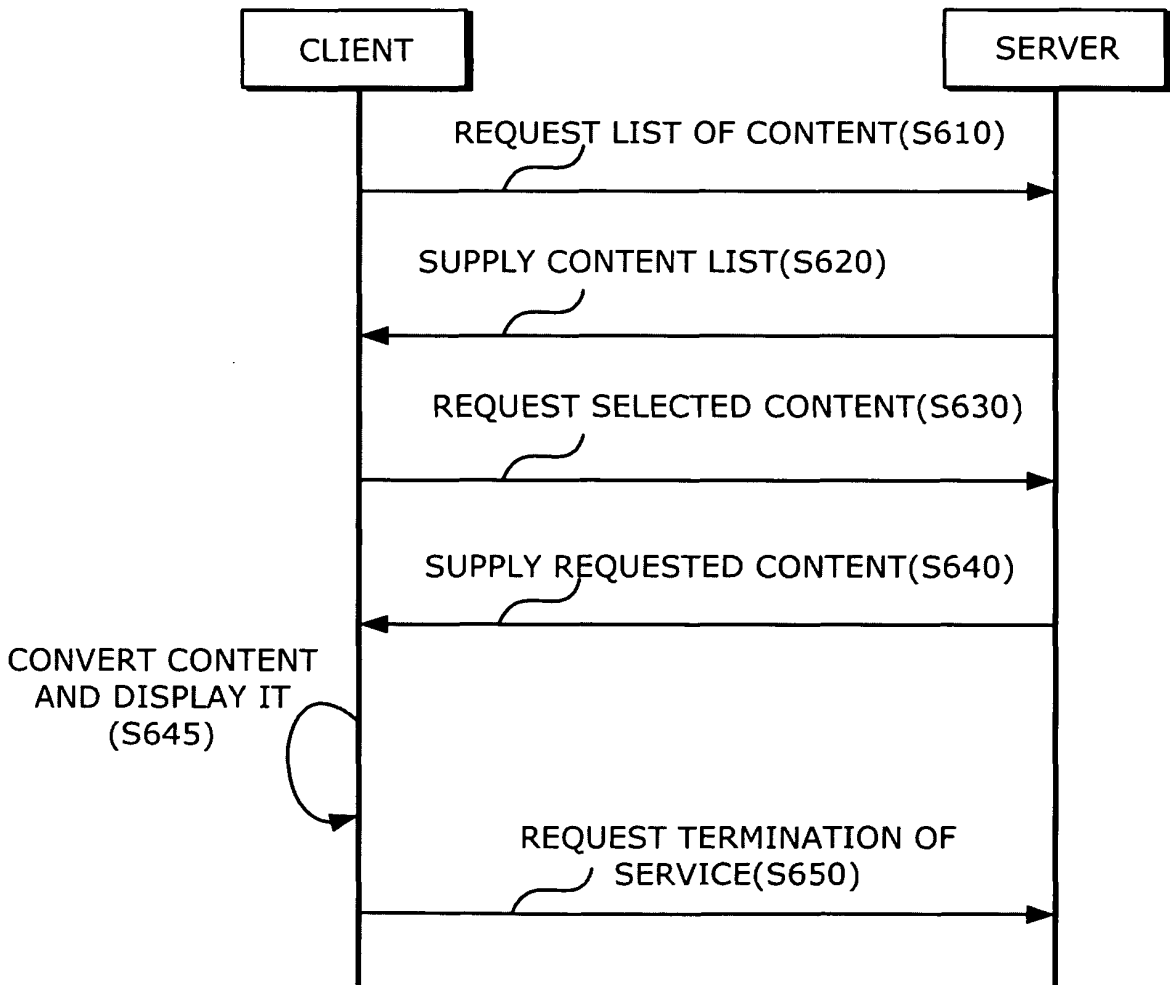 CLIENT
SERVER
REQUEST LIST OF CONTENT(S610)
SUPPLY CONTENT LIST(S620)
REQUEST SELECTED CONTENT(S630)
SUPPLY REQUESTED CONTENT(S640)
CONVERT CONTENT
AND DISPLAY IT
(S645)
REQUEST TERMINATION OF
SERVICE(S650)